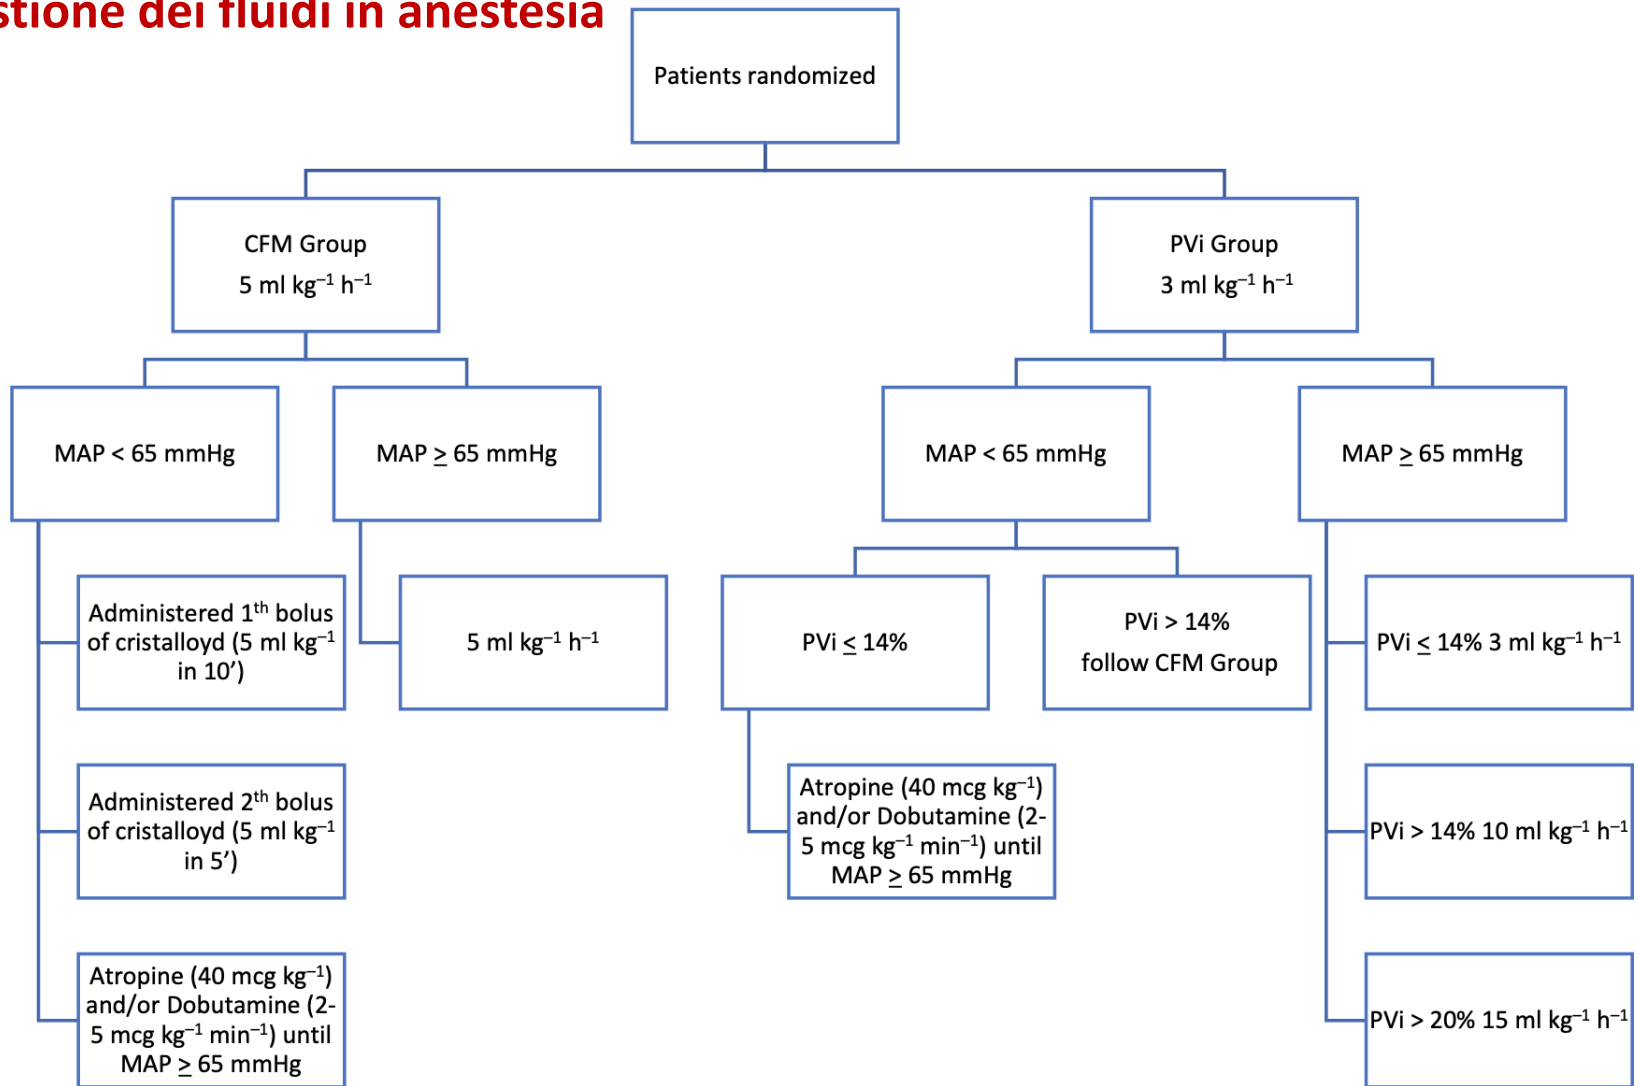 stione dei fluidi in anestesia
Patients randomized
CFM Group
5 ml kg⁻¹ h⁻¹
PVi Group
3 ml kg⁻¹ h⁻¹
MAP < 65 mmHg
MAP ≥ 65 mmHg
MAP < 65 mmHg
MAP ≥ 65 mmHg
Administered 1ᵗʰ bolus
of cristalloyd (5 ml kg⁻¹
in 10’)
5 ml kg⁻¹ h⁻¹
PVi ≤ 14%
PVi > 14%
follow CFM Group
PVi ≤ 14% 3 ml kg⁻¹ h⁻¹
Administered 2ᵗʰ bolus
of cristalloyd (5 ml kg⁻¹
in 5’)
Atropine (40 mcg kg⁻¹)
and/or Dobutamine (2-
5 mcg kg⁻¹ min⁻¹) until
MAP ≥ 65 mmHg
PVi > 14% 10 ml kg⁻¹ h⁻¹
Atropine (40 mcg kg⁻¹)
and/or Dobutamine (2-
5 mcg kg⁻¹ min⁻¹) until
MAP ≥ 65 mmHg
PVi > 20% 15 ml kg⁻¹ h⁻¹